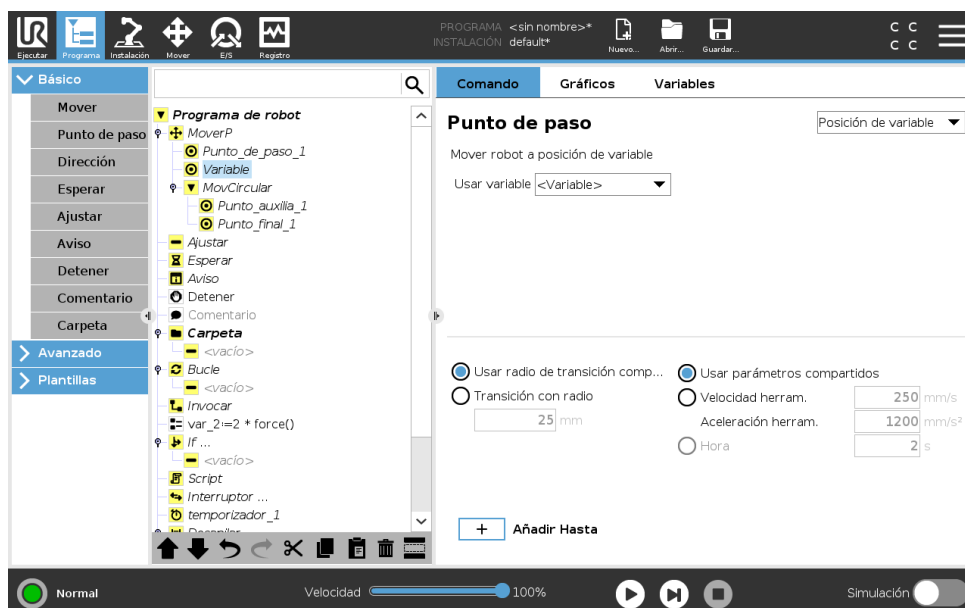 UR
PROGRAMA <sin nombre>*
INSTALACIÓN default*
Ejecutar Programa Instalación Mover E/S Registro Nuevo... Abrir... Guardar...
C C
C C
Básico
Mover
Punto de paso
Dirección
Esperar
Ajustar
Aviso
Detener
Comentario
Carpeta
Avanzado
Plantillas
Programa de robot
MoverP
Punto_de_paso_1
Variable
MovCircular
Punto_auxilia_1
Punto_final_1
Ajustar
Esperar
Aviso
Detener
Comentario
Carpeta
<vacío>
Bucle
<vacío>
Invocar
var_2:=2 * force()
If ...
<vacío>
Script
Interruptor ...
temporizador_1
Comando Gráficos Variables
Punto de paso
Posición de variable
Mover robot a posición de variable
Usar variable <Variable>
Usar radio de transición comp...
Transición con radio
25 mm
Usar parámetros compartidos
Velocidad herram. 250 mm/s
Aceleración herram. 1200 mm/s²
Hora 2 s
+ Añadir Hasta
Normal
Velocidad 100%
Simulación